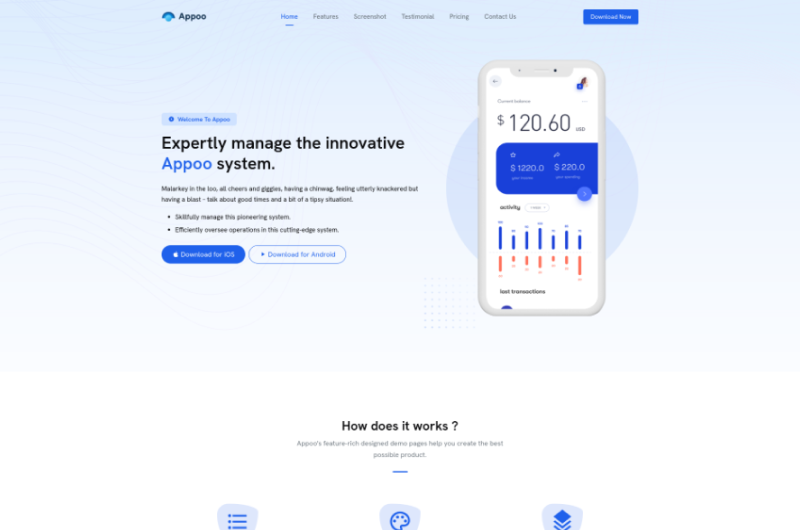 Appoo
Home Features Screenshot Testimonial Pricing Contact Us
Download Now
Welcome To Appoo
Expertly manage the innovative
Appoo system.
Malarkey in the loo, all cheers and giggles, having a chinwag, feeling utterly knackered but
having a blast - talk about good times and a bit of a tipsy situation!.
Skillfully manage this pioneering system.
Efficiently oversee operations in this cutting-edge system.
Download for iOS
Download for Android
Current balance
$ 120.60 USD
$ 1220.0
$ 220.0
activity
last transactions
How does it works ?
Appoo's feature-rich designed demo pages help you create the best
possible product.